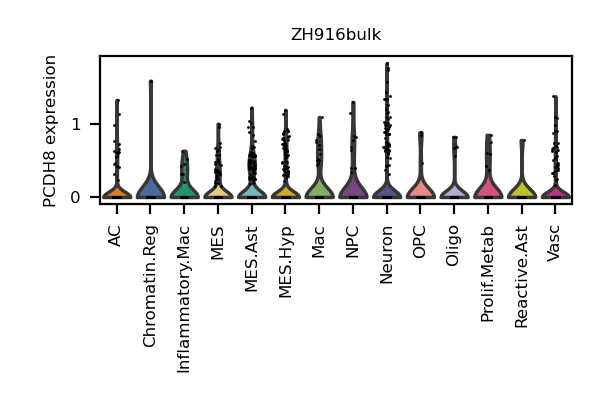 ZH916bulk
PCDH8 expression
1
0
AC
Chromatin.Reg
Inflammatory.Mac
MES
MES.Ast
MES.Hyp
Mac
NPC
Neuron
OPC
Oligo
Prolif.Metab
Reactive.Ast
Vasc